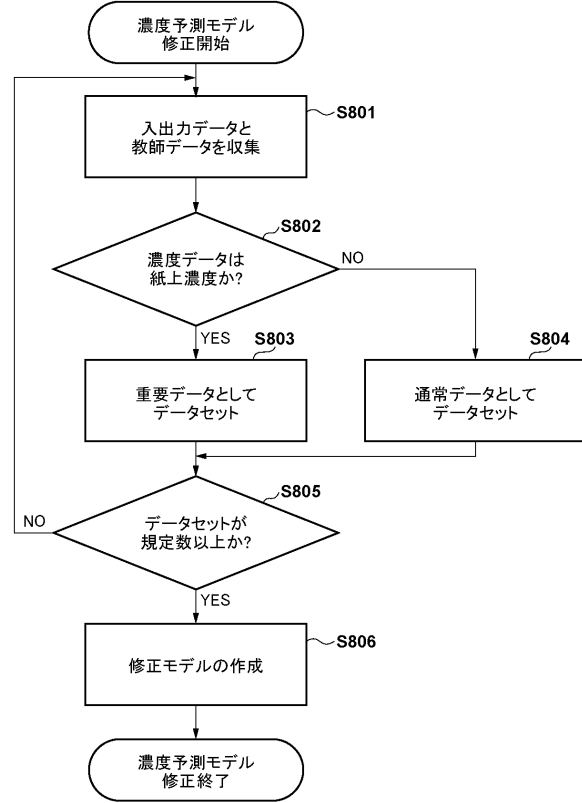 濃度予測モデル
修正開始
S801
入出力データと
教師データを収集
S802
濃度データは
紙上濃度か?
NO
YES
S803
重要データとして
データセット
S804
通常データとして
データセット
S805
データセットが
規定数以上か?
NO
YES
S806
修正モデルの作成
濃度予測モデル
修正終了